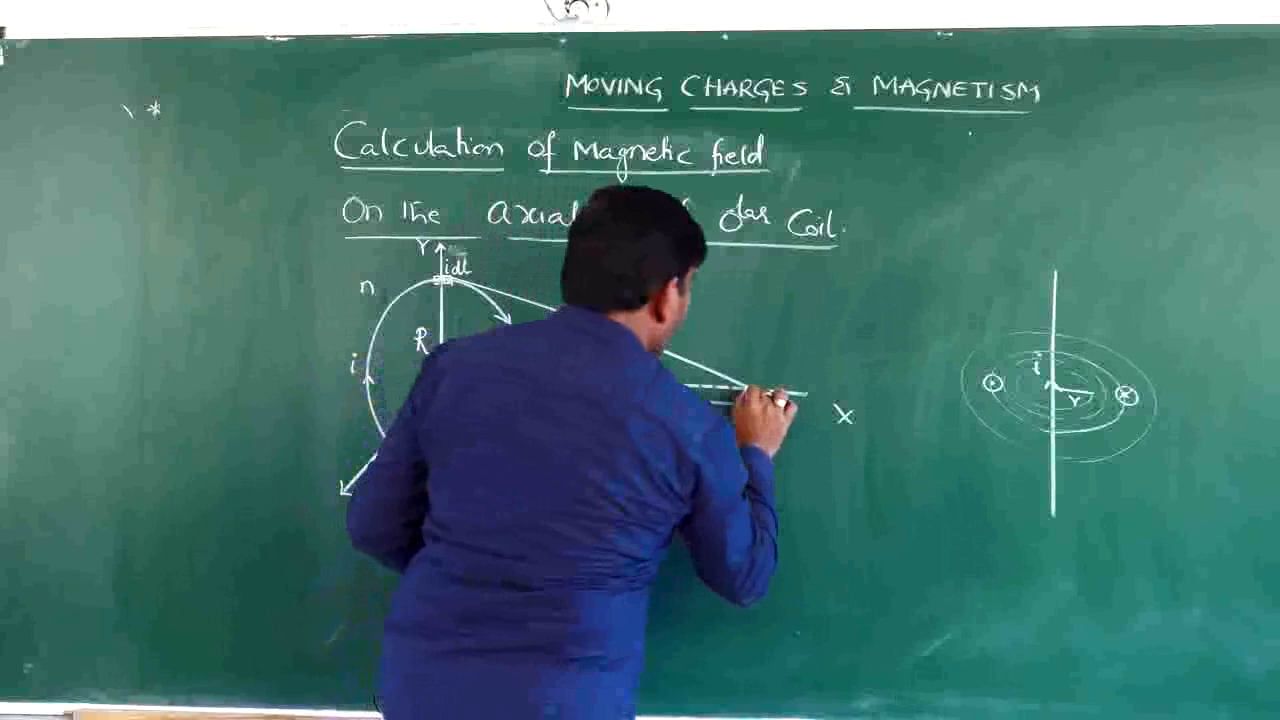 MOVING CHARGES & MAGNETISM
Calculation of Magnetic field
On the axial Coil.
Y
idl
n
R
i
X
i
r